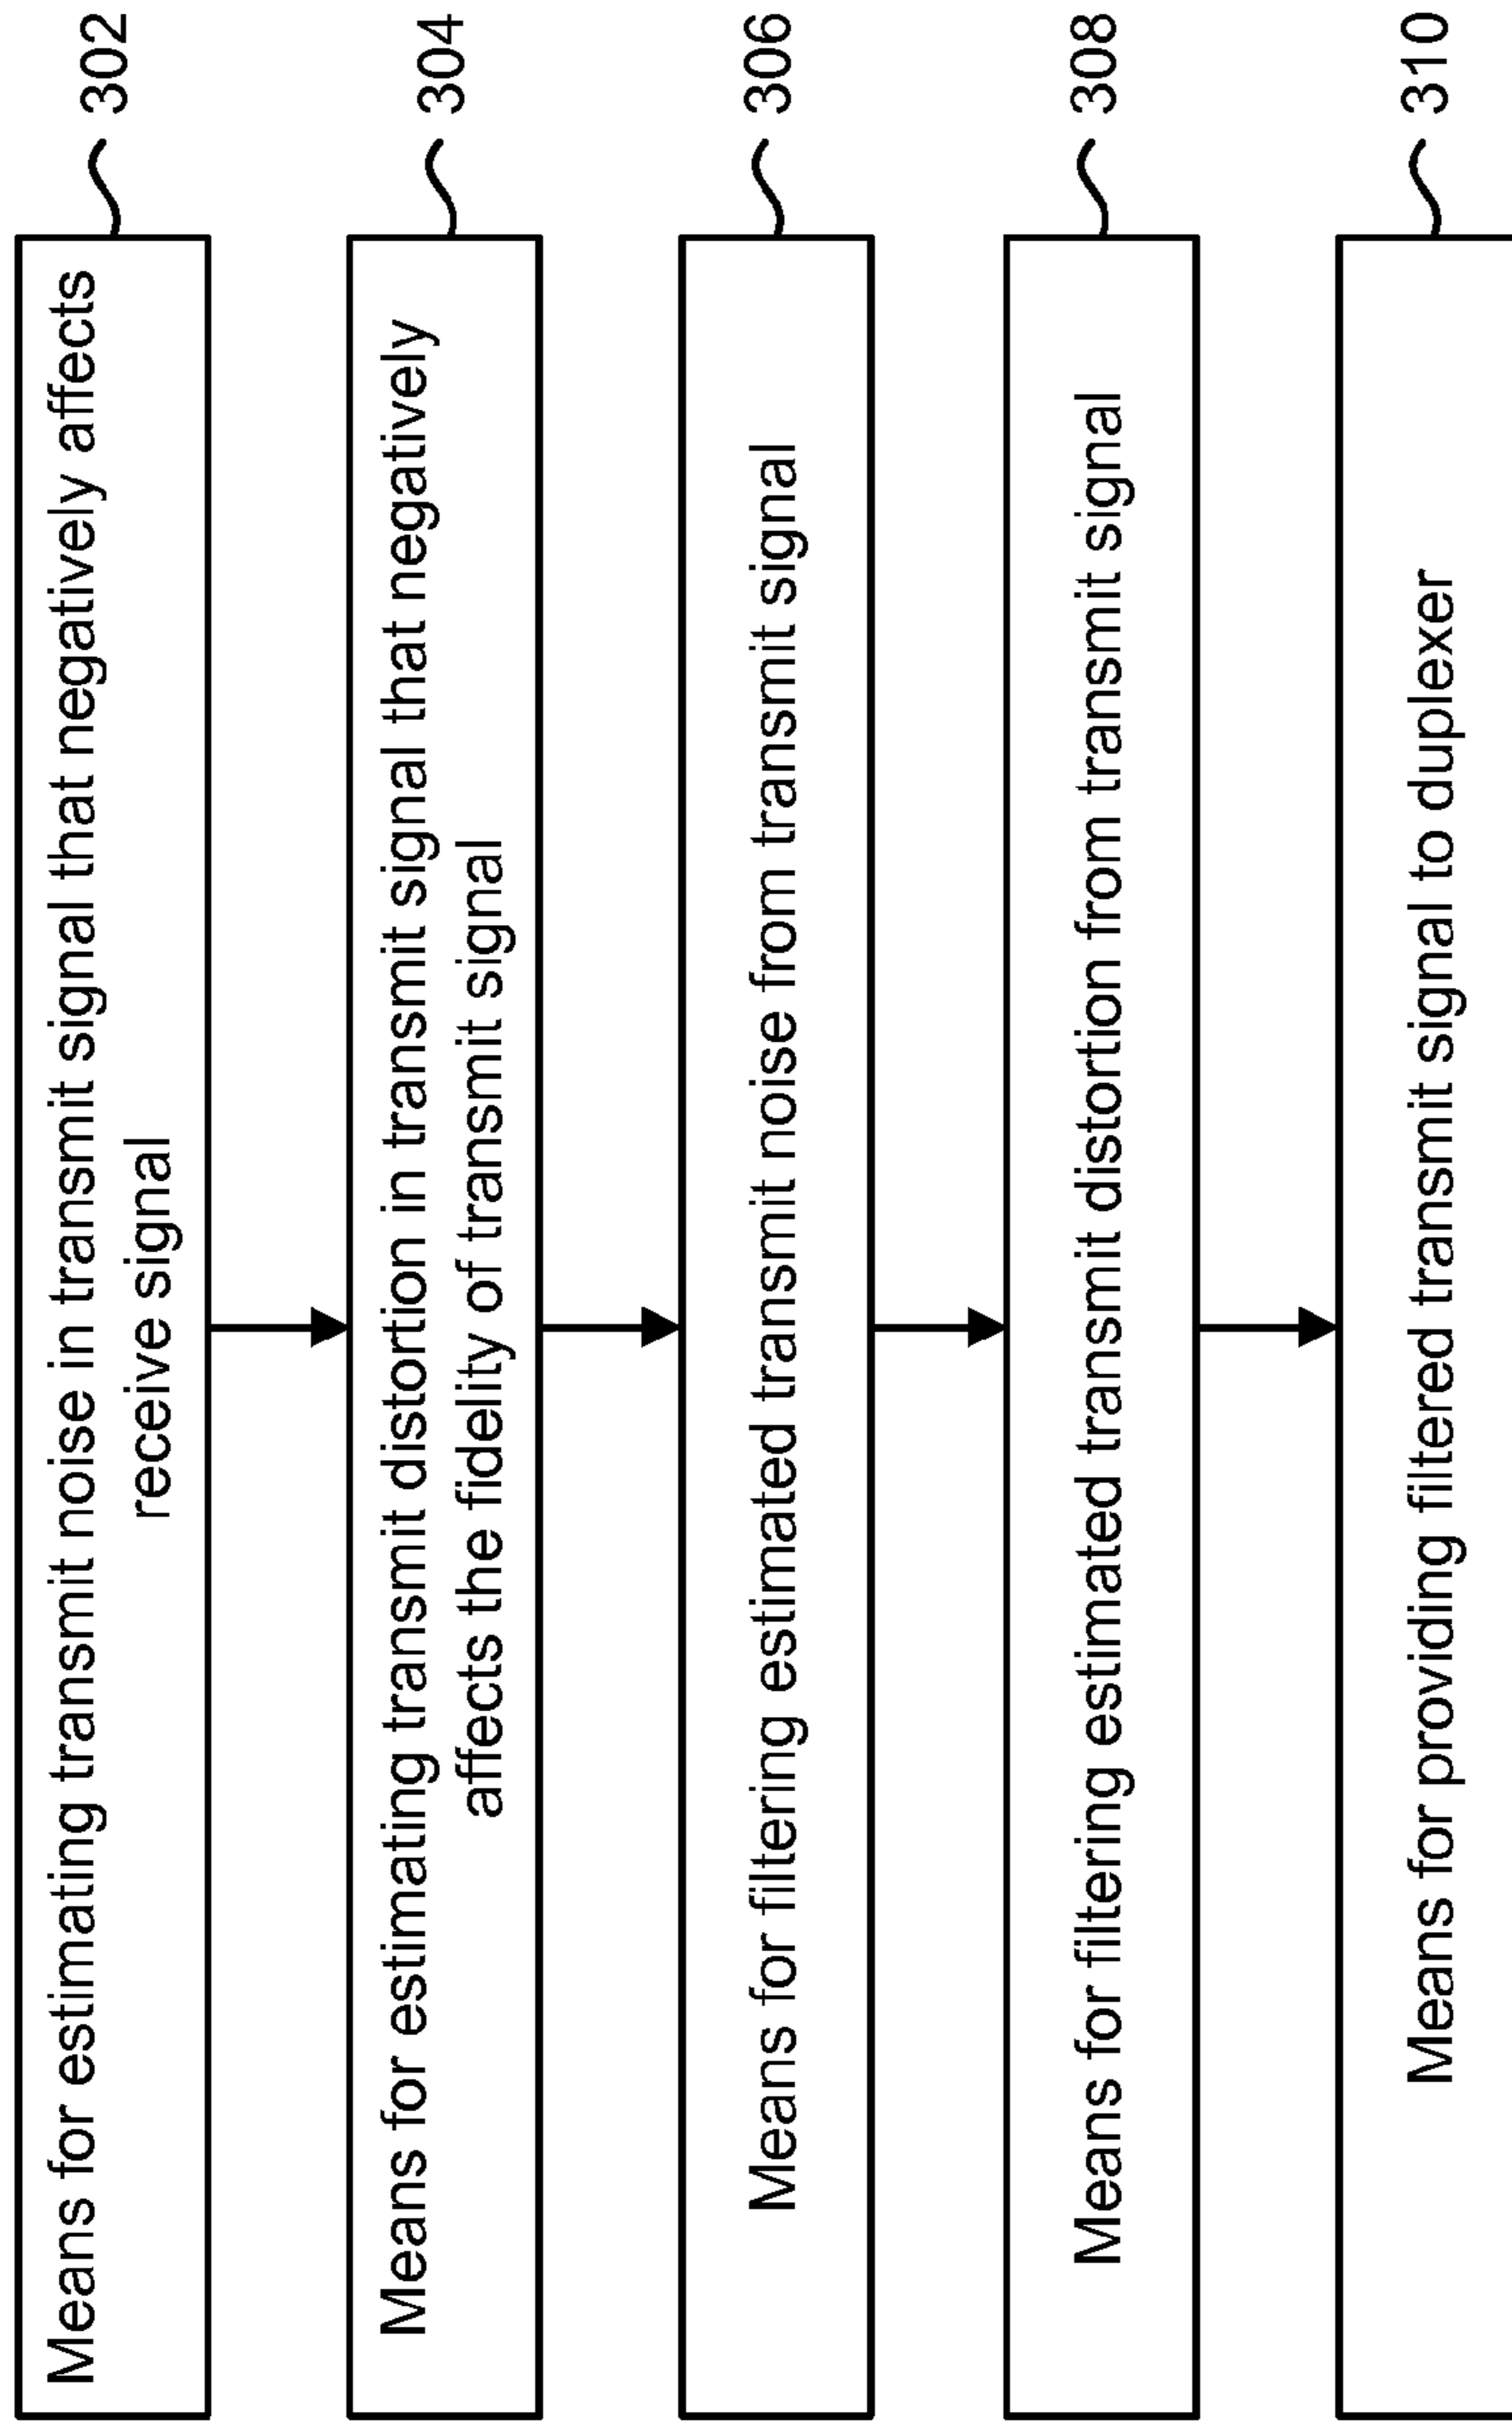 Means for estimating transmit noise in transmit signal that negatively affects
receive signal
302
Means for estimating transmit distortion in transmit signal that negatively
affects the fidelity of transmit signal
304
Means for filtering estimated transmit noise from transmit signal
306
Means for filtering estimated transmit distortion from transmit signal
308
Means for providing filtered transmit signal to duplexer
310